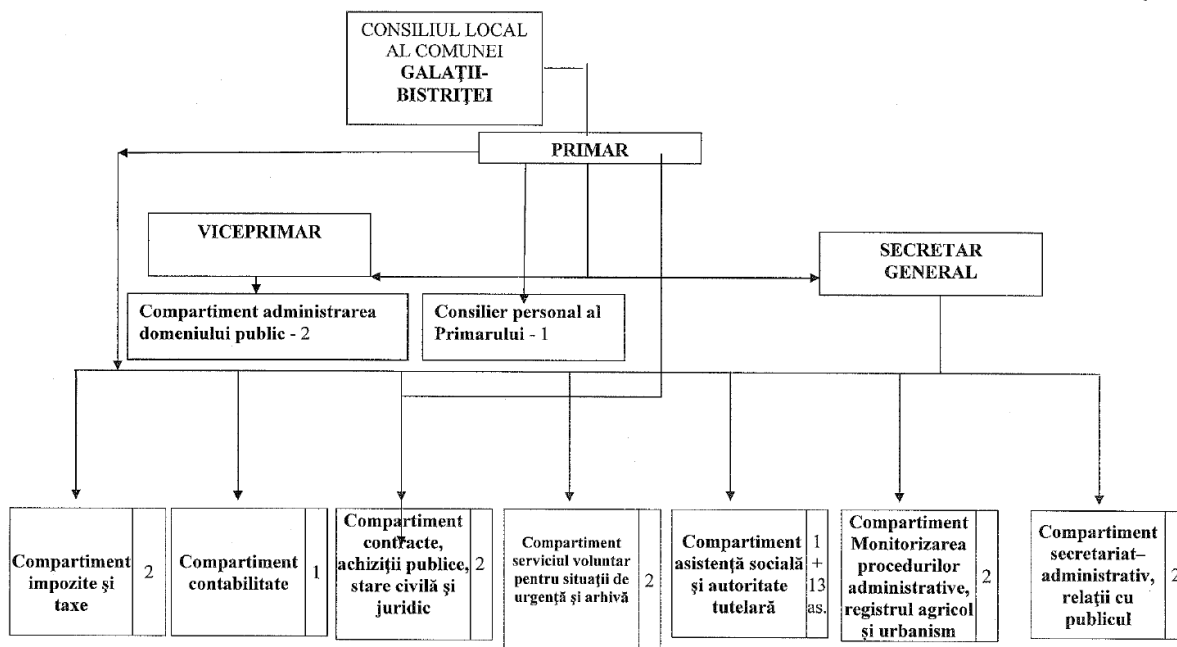 CONSILIUL LOCAL
AL COMUNEI
GALAŢII-
BISTRIŢEI
PRIMAR
VICEPRIMAR
SECRETAR
GENERAL
Compartiment administrarea
domeniului public - 2
Consilier personal al
Primarului - 1
Compartiment
impozite şi
taxe
2
Compartiment
contabilitate
1
Compartiment
contracte,
achiziţii publice,
stare civilă şi
juridic
2
Compartiment
serviciul voluntar
pentru situaţii de
urgenţă şi arhivă
2
Compartiment
asistenţă socială
şi autoritate
tutelară
1
+
13
as.
Compartiment
Monitorizarea
procedurilor
administrative,
registrul agricol
şi urbanism
2
Compartiment
secretariat–
administrativ,
relaţii cu
publicul
2